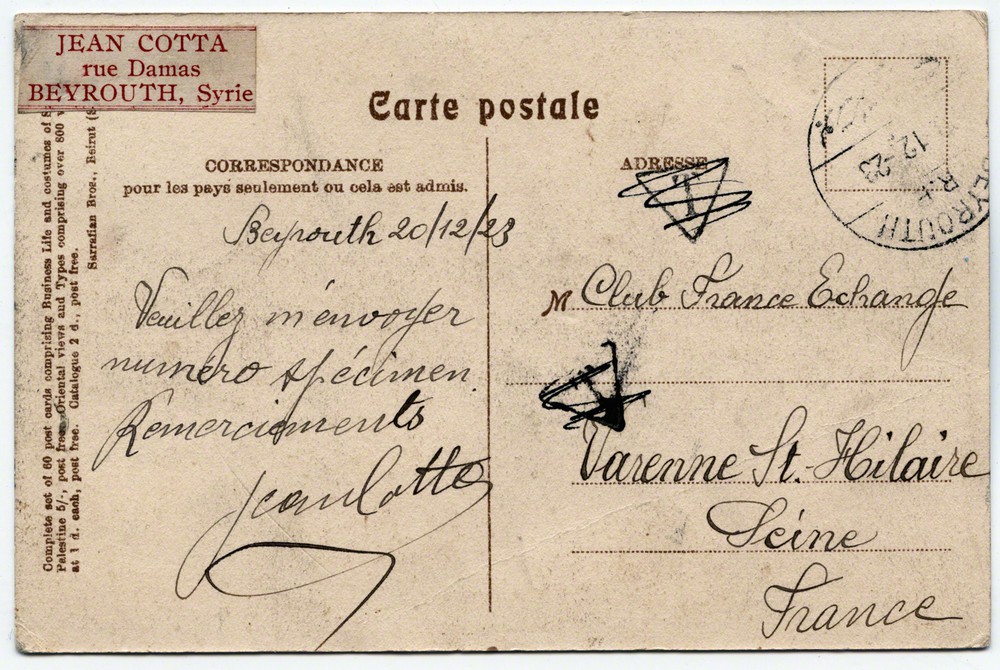 JEAN COTTA
rue Damas
BEYROUTH, Syrie
Carte postale
CORRESPONDANCE
pour les pays seulement ou cela est admis.
Beyrouth 20/12/23
Veuillez m'envoyer
numéro spécimen.
Remerciements
Jean Cotta
ADRESSE
T
BEYROUTH
12
23
M Club France Echange
Varenne St.-Hilaire
Seine
France
Complete set of 60 post cards comprising Business Life and costumes of
Palestine 5/-, post free. Oriental views and Types comprising over 800
at 1 d. each, post free. Catalogue 2 d., post free.
Sarrafian Bros., Beirut